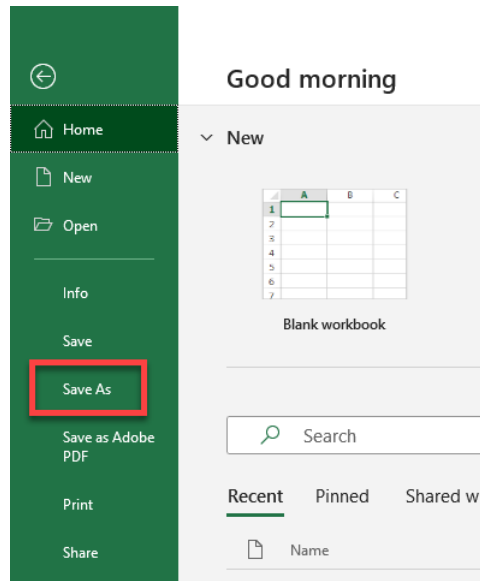 Good morning
Home
New
Open
Info
Save
Save As
Save as Adobe
PDF
Print
Share
New
A B C
1
2
3
4
5
6
7
Blank workbook
Search
Recent Pinned Shared w
Name